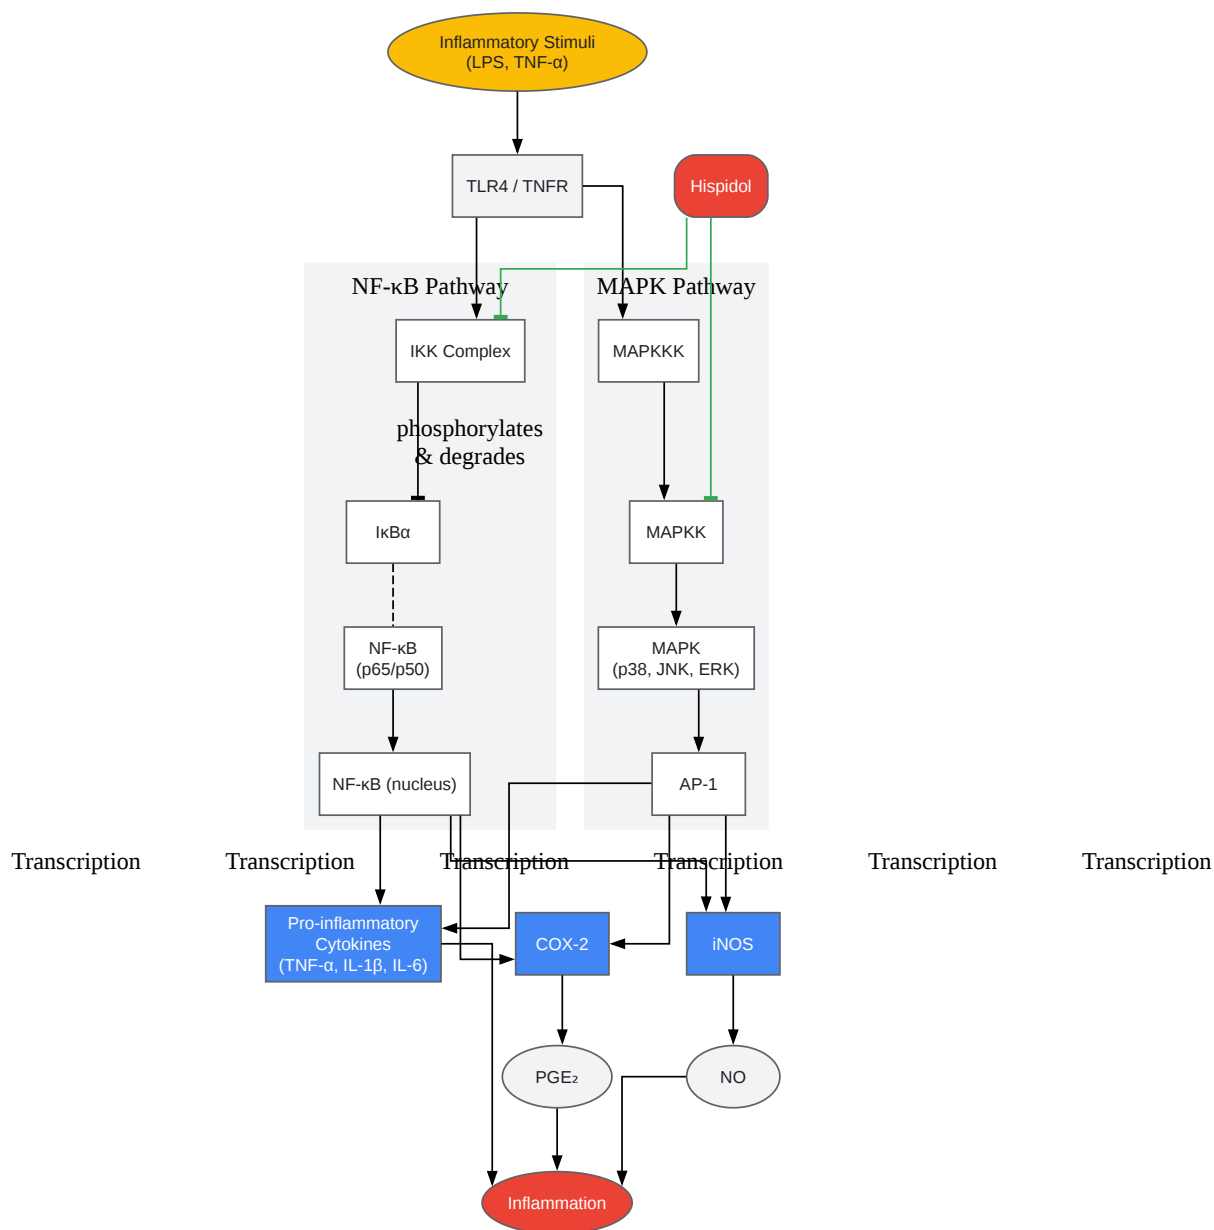 Inflammatory Stimuli
(LPS, TNF-α)
TLR4 / TNFR
Hispidol
NF-κB Pathway
MAPK Pathway
IKK Complex
MAPKKK
phosphorylates
& degrades
IκBα
MAPKK
NF-κB
(p65/p50)
MAPK
(p38, JNK, ERK)
NF-κB (nucleus)
AP-1
Transcription
Transcription
Transcription
Transcription
Transcription
Transcription
Pro-inflammatory
Cytokines
(TNF-α, IL-1β, IL-6)
COX-2
iNOS
PGE₂
NO
Inflammation